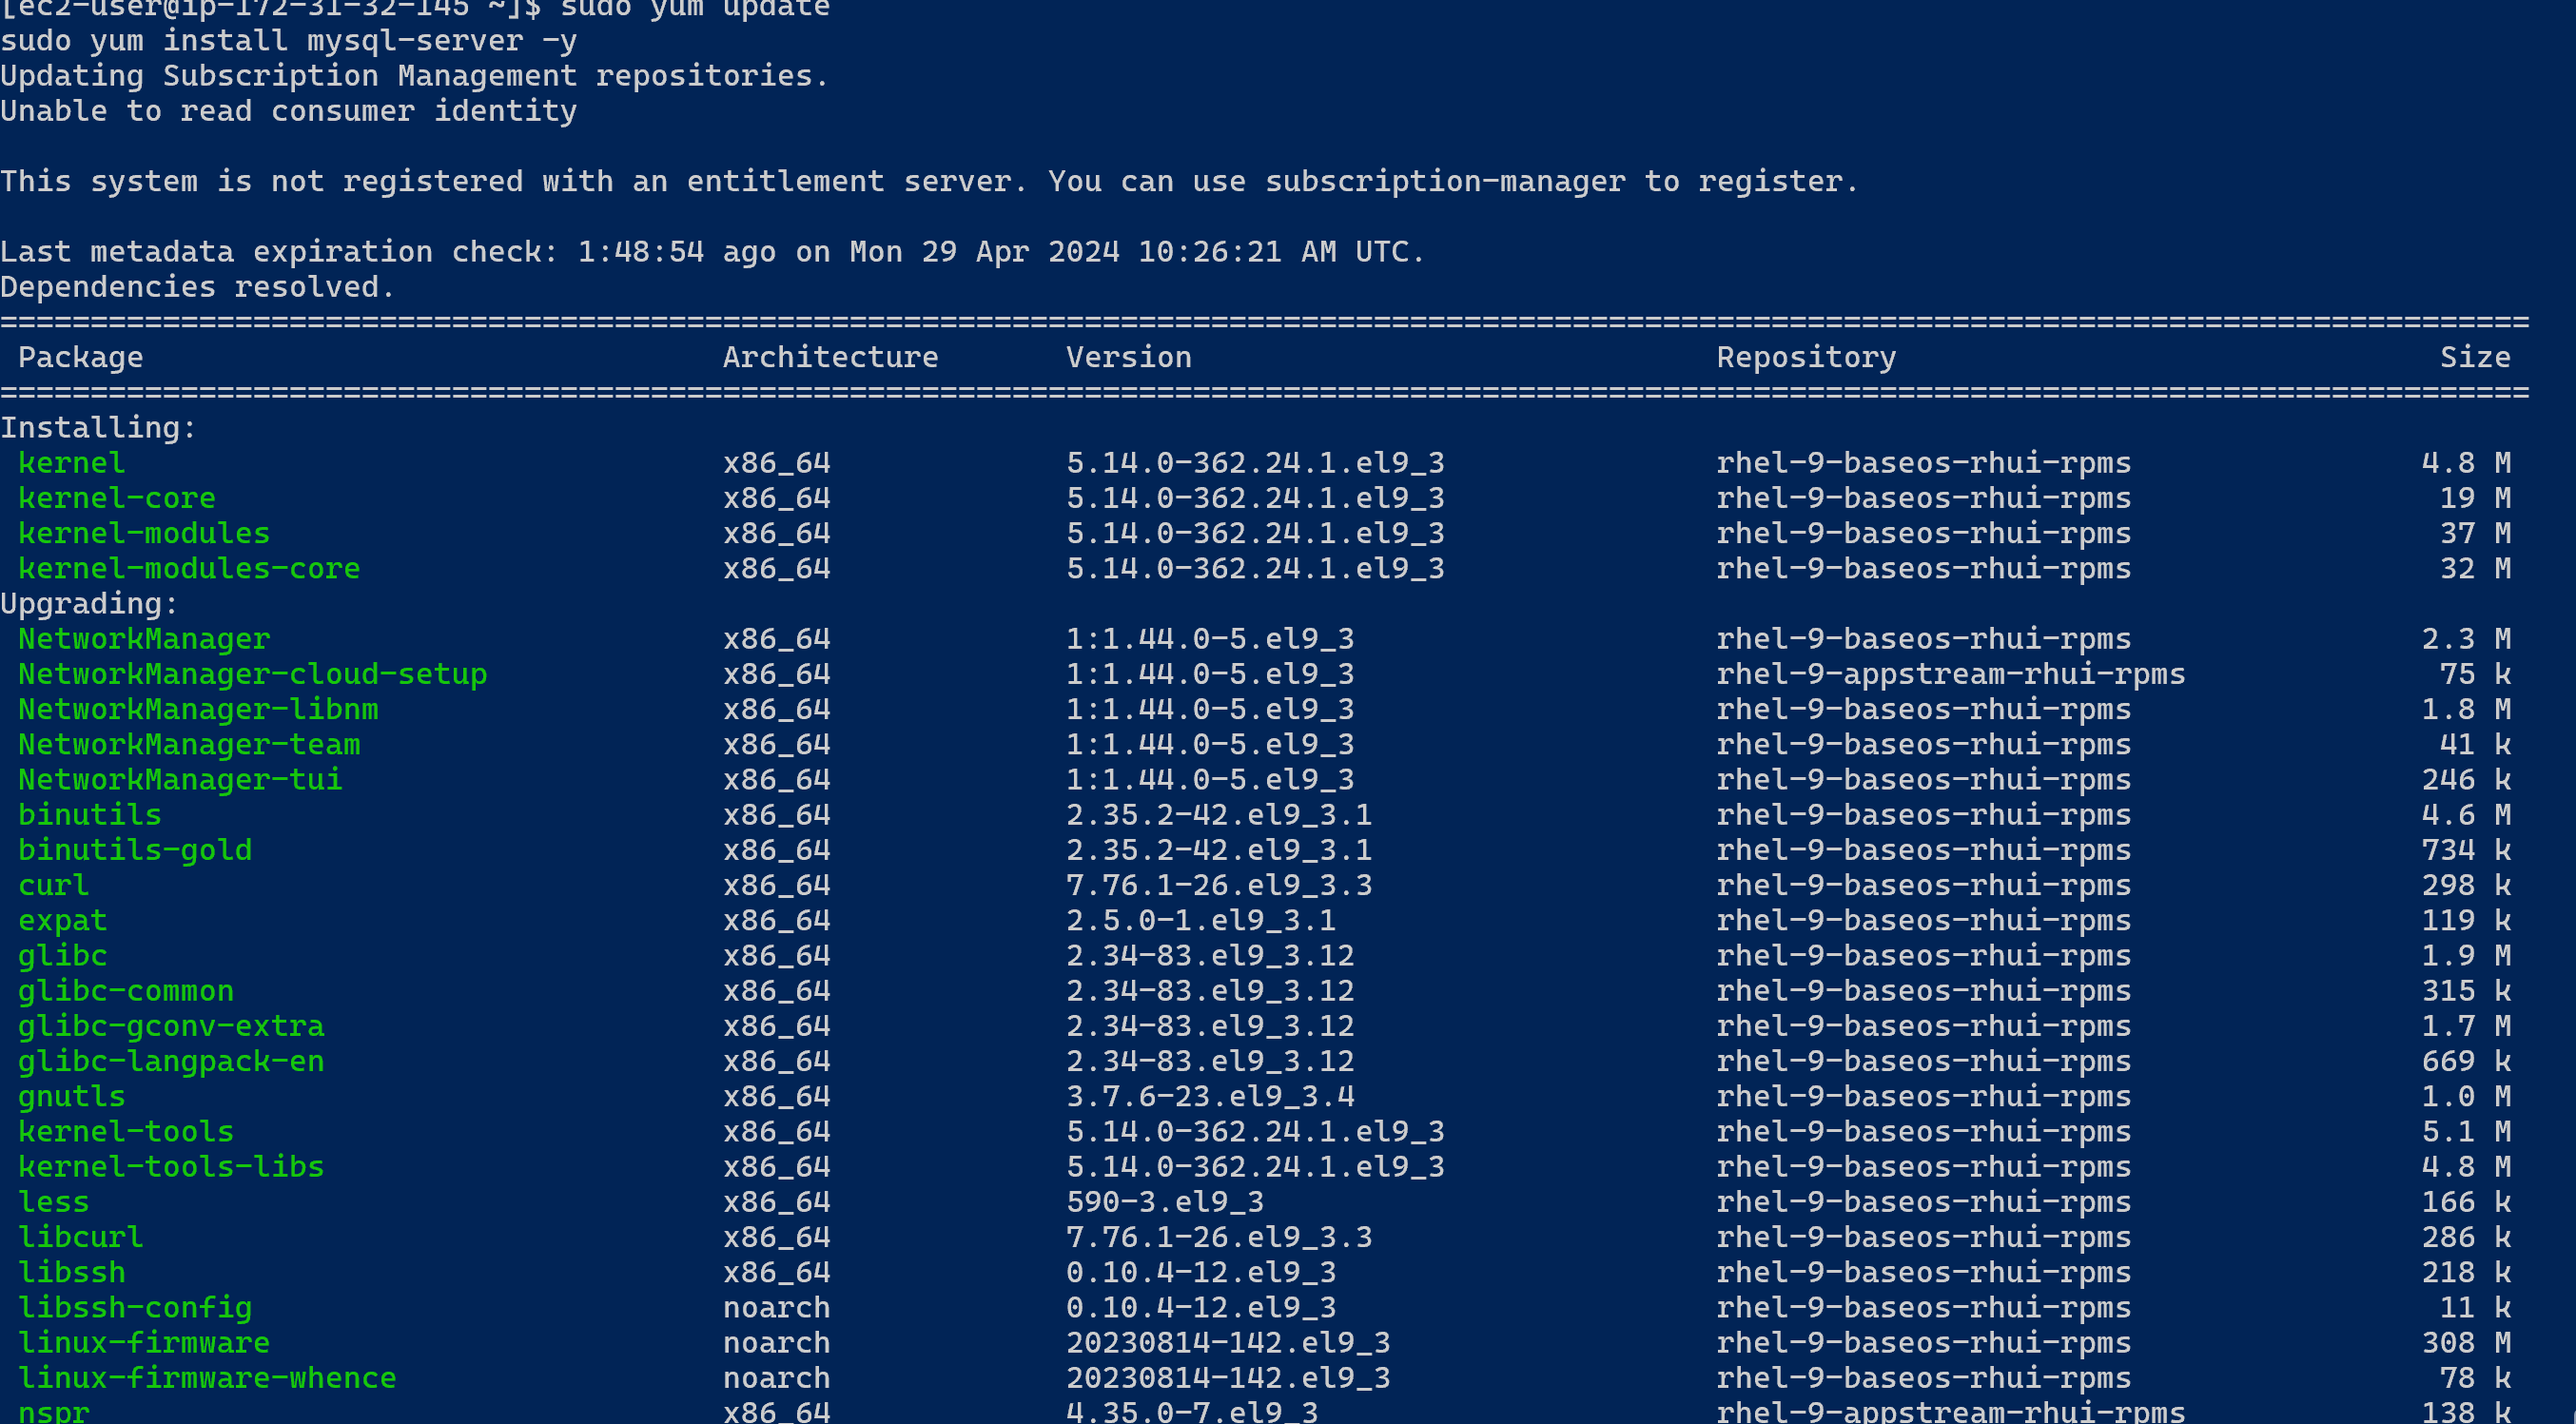 [ec2-user@ip-172-31-32-145 ~]$ sudo yum update
sudo yum install mysql-server -y
Updating Subscription Management repositories.
Unable to read consumer identity
This system is not registered with an entitlement server. You can use subscription-manager to register.
Last metadata expiration check: 1:48:54 ago on Mon 29 Apr 2024 10:26:21 AM UTC.
Dependencies resolved.
============================================================================================================================================
Package Architecture Version Repository Size
============================================================================================================================================
Installing:
kernel x86_64 5.14.0-362.24.1.el9_3 rhel-9-baseos-rhui-rpms 4.8 M
kernel-core x86_64 5.14.0-362.24.1.el9_3 rhel-9-baseos-rhui-rpms 19 M
kernel-modules x86_64 5.14.0-362.24.1.el9_3 rhel-9-baseos-rhui-rpms 37 M
kernel-modules-core x86_64 5.14.0-362.24.1.el9_3 rhel-9-baseos-rhui-rpms 32 M
Upgrading:
NetworkManager x86_64 1:1.44.0-5.el9_3 rhel-9-baseos-rhui-rpms 2.3 M
NetworkManager-cloud-setup x86_64 1:1.44.0-5.el9_3 rhel-9-appstream-rhui-rpms 75 k
NetworkManager-libnm x86_64 1:1.44.0-5.el9_3 rhel-9-baseos-rhui-rpms 1.8 M
NetworkManager-team x86_64 1:1.44.0-5.el9_3 rhel-9-baseos-rhui-rpms 41 k
NetworkManager-tui x86_64 1:1.44.0-5.el9_3 rhel-9-baseos-rhui-rpms 246 k
binutils x86_64 2.35.2-42.el9_3.1 rhel-9-baseos-rhui-rpms 4.6 M
binutils-gold x86_64 2.35.2-42.el9_3.1 rhel-9-baseos-rhui-rpms 734 k
curl x86_64 7.76.1-26.el9_3.3 rhel-9-baseos-rhui-rpms 298 k
expat x86_64 2.5.0-1.el9_3.1 rhel-9-baseos-rhui-rpms 119 k
glibc x86_64 2.34-83.el9_3.12 rhel-9-baseos-rhui-rpms 1.9 M
glibc-common x86_64 2.34-83.el9_3.12 rhel-9-baseos-rhui-rpms 315 k
glibc-gconv-extra x86_64 2.34-83.el9_3.12 rhel-9-baseos-rhui-rpms 1.7 M
glibc-langpack-en x86_64 2.34-83.el9_3.12 rhel-9-baseos-rhui-rpms 669 k
gnutls x86_64 3.7.6-23.el9_3.4 rhel-9-baseos-rhui-rpms 1.0 M
kernel-tools x86_64 5.14.0-362.24.1.el9_3 rhel-9-baseos-rhui-rpms 5.1 M
kernel-tools-libs x86_64 5.14.0-362.24.1.el9_3 rhel-9-baseos-rhui-rpms 4.8 M
less x86_64 590-3.el9_3 rhel-9-baseos-rhui-rpms 166 k
libcurl x86_64 7.76.1-26.el9_3.3 rhel-9-baseos-rhui-rpms 286 k
libssh x86_64 0.10.4-12.el9_3 rhel-9-baseos-rhui-rpms 218 k
libssh-config noarch 0.10.4-12.el9_3 rhel-9-baseos-rhui-rpms 11 k
linux-firmware noarch 20230814-142.el9_3 rhel-9-baseos-rhui-rpms 308 M
linux-firmware-whence noarch 20230814-142.el9_3 rhel-9-baseos-rhui-rpms 78 k
nspr x86_64 4.35.0-7.el9_3 rhel-9-appstream-rhui-rpms 138 k